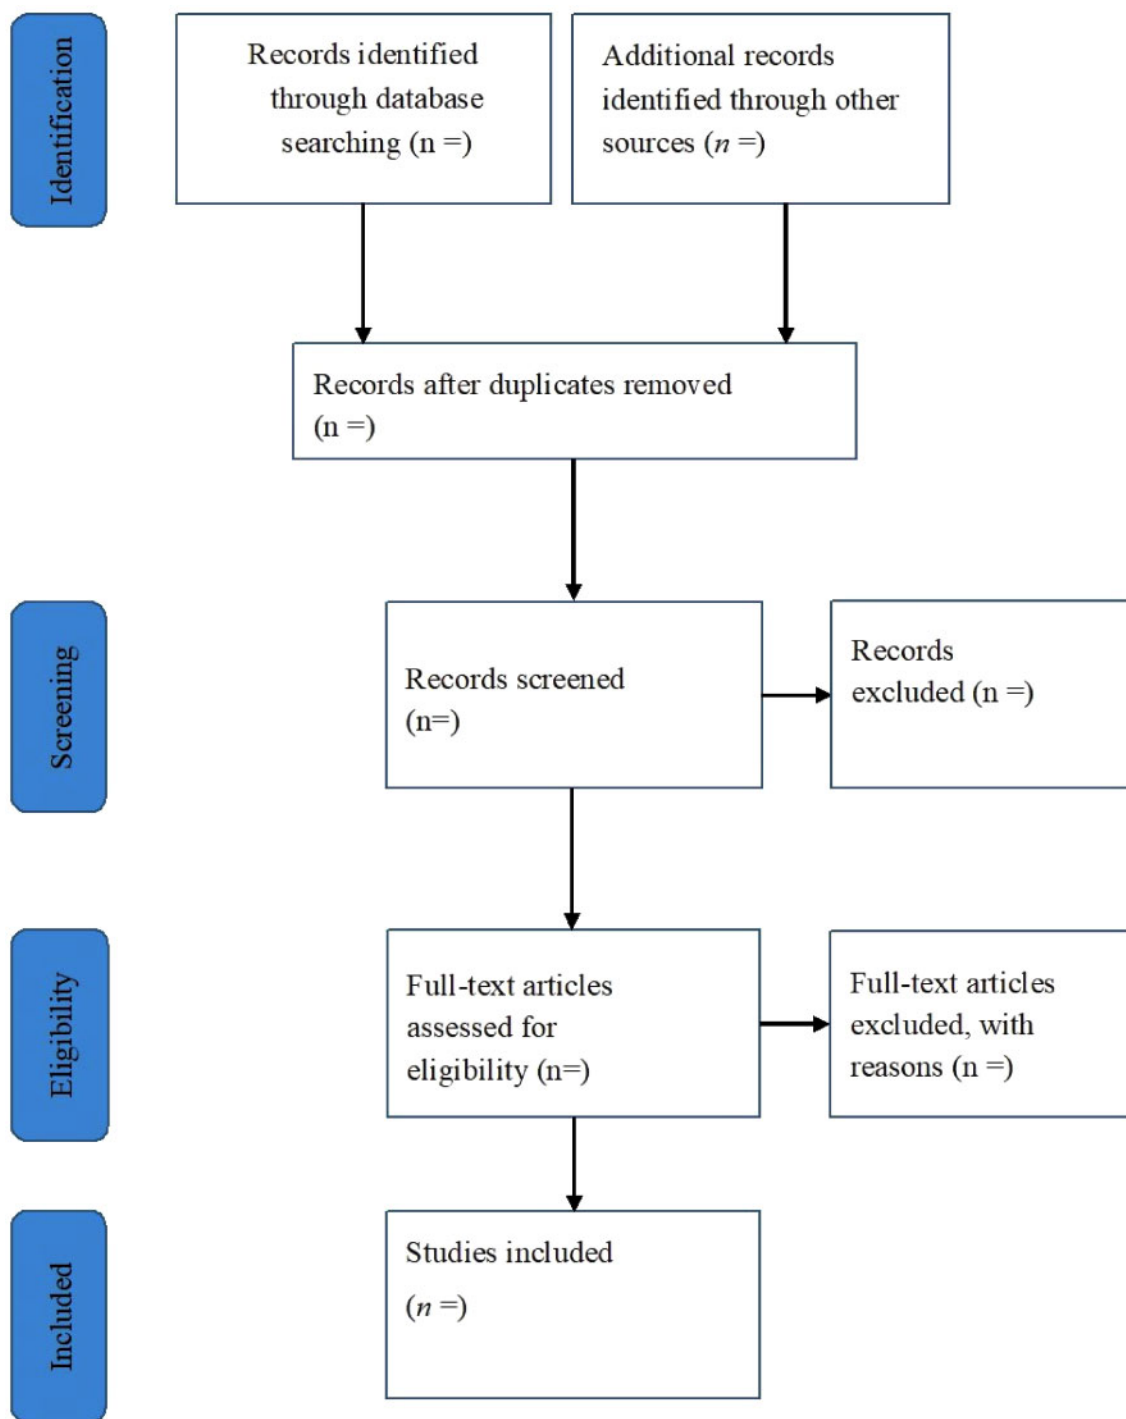 Identification
Records identified
through database
searching (n =)
Additional records
identified through other
sources (n =)
Records after duplicates removed
(n =)
Screening
Records screened
(n=)
Records
excluded (n =)
Eligibility
Full-text articles
assessed for
eligibility (n=)
Full-text articles
excluded, with
reasons (n =)
Included
Studies included
(n =)